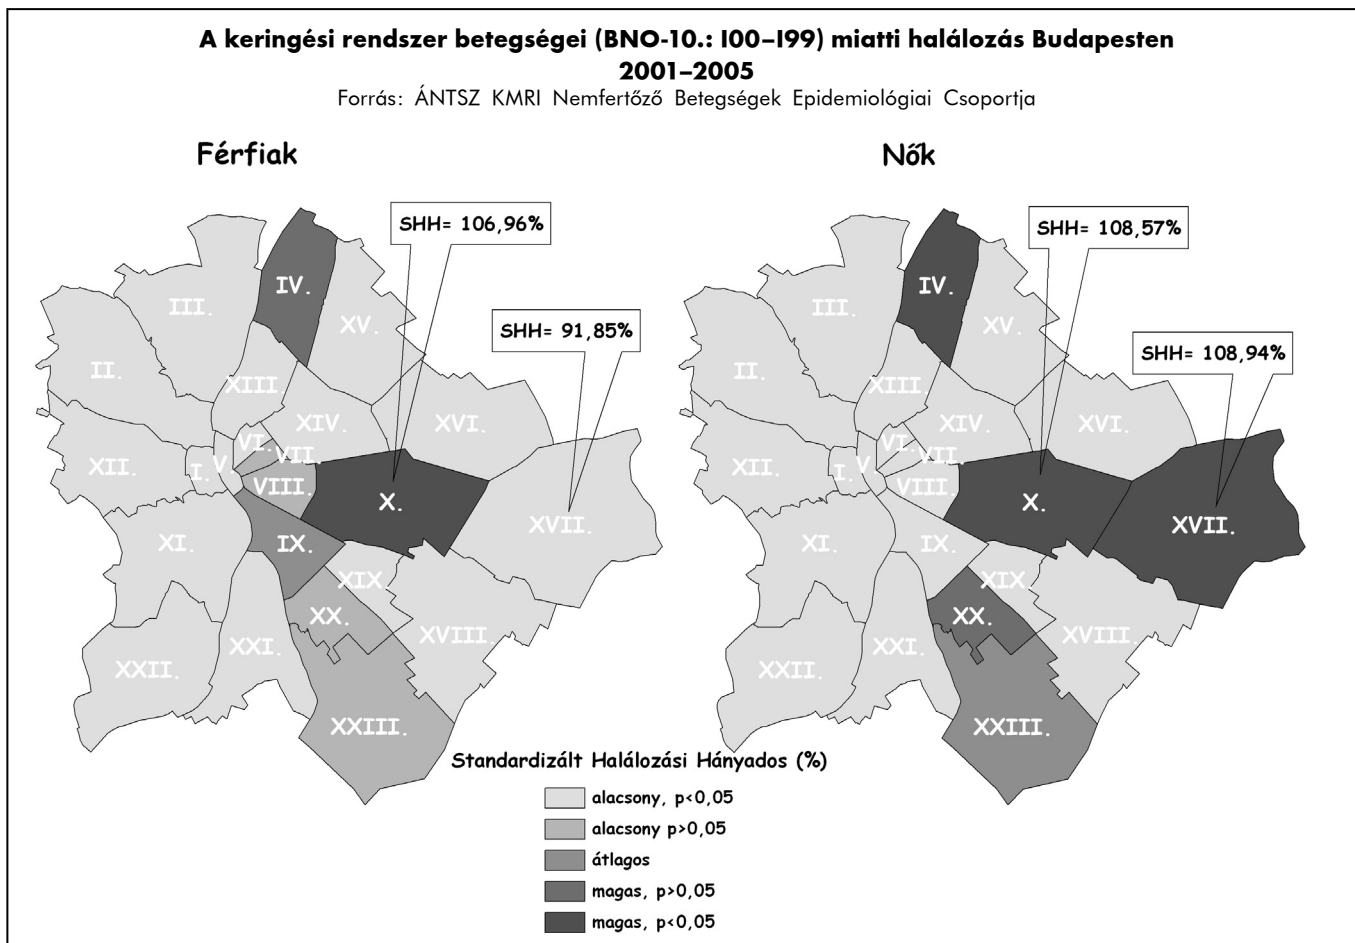 A keringési rendszer betegségei (BNO-10.: I00–I99) miatti halálozás Budapesten
2001–2005
Forrás: ÁNTSZ KMRI Nemfertőző Betegségek Epidemiológiai Csoportja
Férfiak
SHH= 106,96%
SHH= 91,85%
IV.
III.
XV.
II.
XIII
XIV.
XVI.
VI.
VII
XII.
I.
V.
VIII.
X.
XVII.
XI.
IX.
XIX
XX.
XVIII.
XXI.
XXII.
XXIII.
Nők
SHH= 108,57%
SHH= 108,94%
IV.
III.
XV.
II.
XIII
XIV.
XVI.
VI.
VII
XII.
I.
V.
VIII.
X.
XVII.
XI.
IX.
XIX
XX.
XVIII.
XXI.
XXII.
XXIII.
Standardizált Halálozási Hányados (%)
alacsony, p<0,05
alacsony p>0,05
átlagos
magas, p>0,05
magas, p<0,05